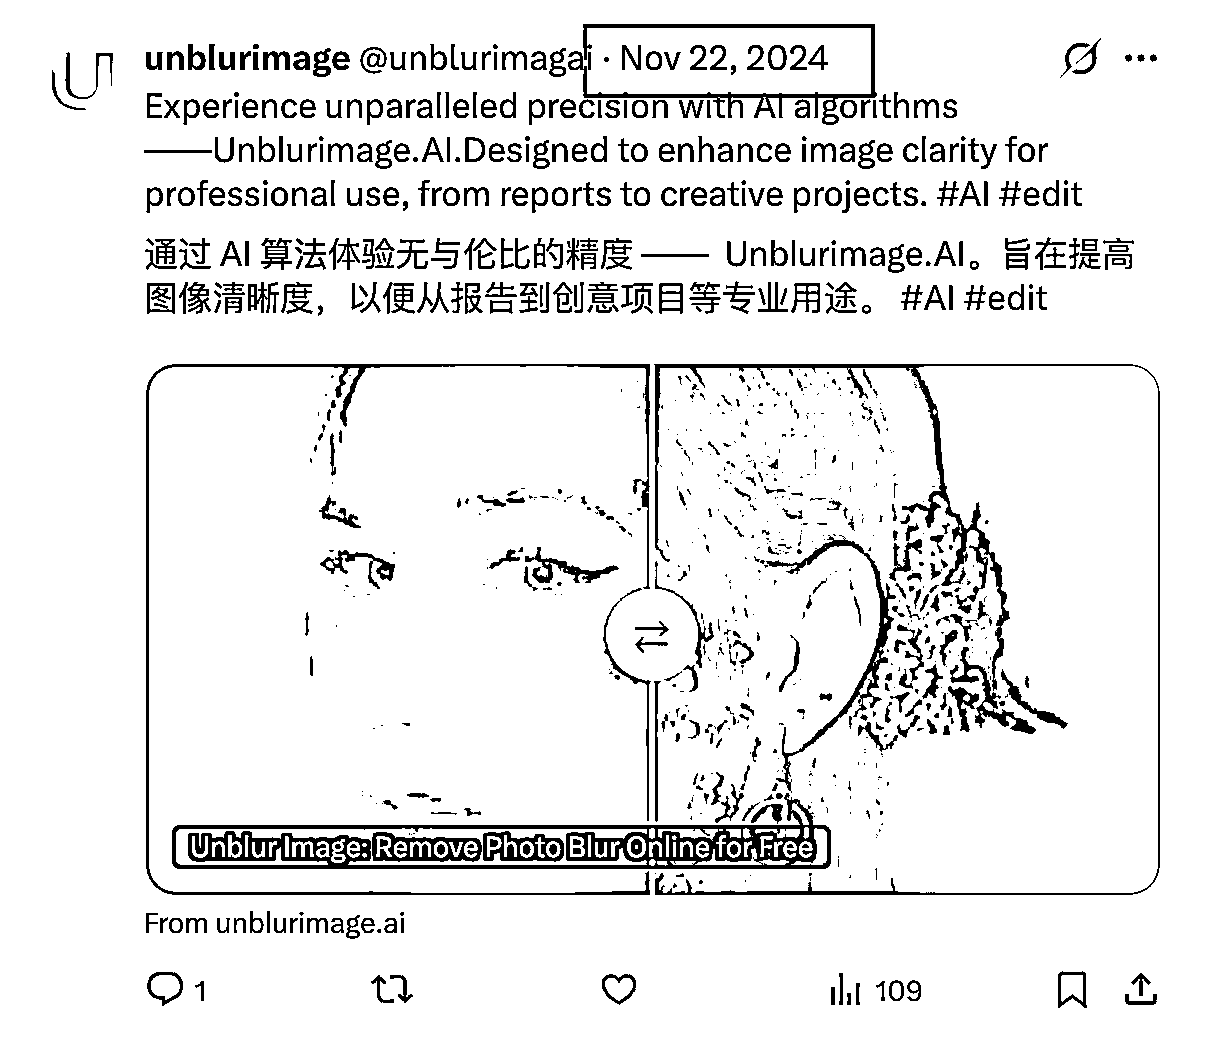 unblurimage @unblurimagai · Nov 22, 2024
Experience unparalleled precision with AI algorithms
——Unblurimage.AI.Designed to enhance image clarity for
professional use, from reports to creative projects. #AI #edit
通过 AI 算法体验无与伦比的精度 —— Unblurimage.AI。旨在提高
图像清晰度，以便从报告到创意项目等专业用途。 #AI #edit
Unblur Image: Remove Photo Blur Online for Free
From unblurimage.ai
1
109